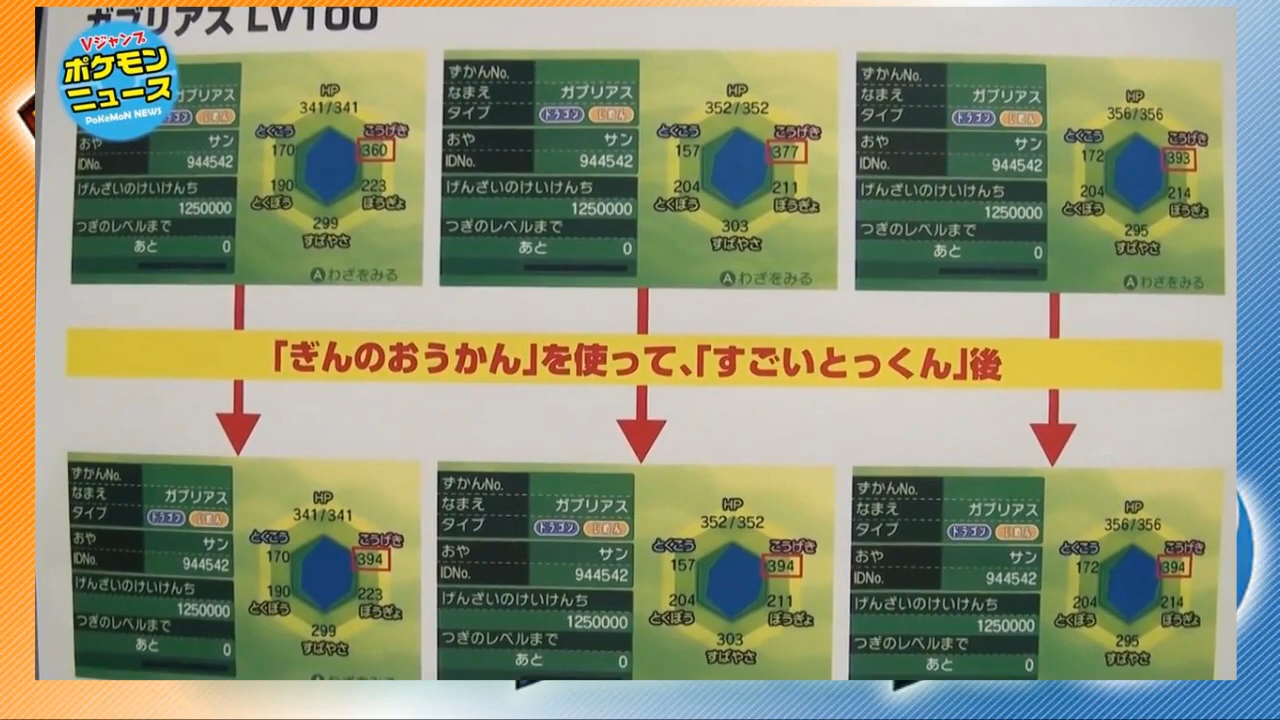 ガブリアス LV100
Vジャンプ
ポケモン
ニュース
PoKéMoN NEWS
ガブリアス
ドラゴン じめん
おや サン
IDNo. 944542
げんざいのけいけんち
1250000
つぎのレベルまで
あと 0
HP
341/341
とくこう 170
こうげき 360
とくぼう 190
ぼうぎょ 223
299
すばやさ
Aわざをみる
ずかんNo.
なまえ ガブリアス
タイプ ドラゴン じめん
おや サン
IDNo. 944542
げんざいのけいけんち
1250000
つぎのレベルまで
あと 0
HP
352/352
とくこう 157
こうげき 377
とくぼう 204
ぼうぎょ 211
303
すばやさ
Aわざをみる
ずかんNo.
なまえ ガブリアス
タイプ ドラゴン じめん
おや サン
IDNo. 944542
げんざいのけいけんち
1250000
つぎのレベルまで
あと 0
HP
356/356
とくこう 172
こうげき 393
とくぼう 204
ぼうぎょ 214
295
すばやさ
Aわざをみる
「ぎんのおうかん」を使って、「すごいとっくん」後
ずかんNo.
なまえ ガブリアス
タイプ ドラゴン じめん
おや サン
IDNo. 944542
げんざいのけいけんち
1250000
つぎのレベルまで
あと 0
HP
341/341
とくこう 170
こうげき 394
とくぼう 190
ぼうぎょ 223
299
すばやさ
Aわざをみる
ずかんNo.
なまえ ガブリアス
タイプ ドラゴン じめん
おや サン
IDNo. 944542
げんざいのけいけんち
1250000
つぎのレベルまで
あと 0
HP
352/352
とくこう 157
こうげき 394
とくぼう 204
ぼうぎょ 211
303
すばやさ
ずかんNo.
なまえ ガブリアス
タイプ ドラゴン じめん
おや サン
IDNo. 944542
げんざいのけいけんち
1250000
つぎのレベルまで
あと 0
HP
356/356
とくこう 172
こうげき 394
とくぼう 204
ぼうぎょ 214
295
すばやさ